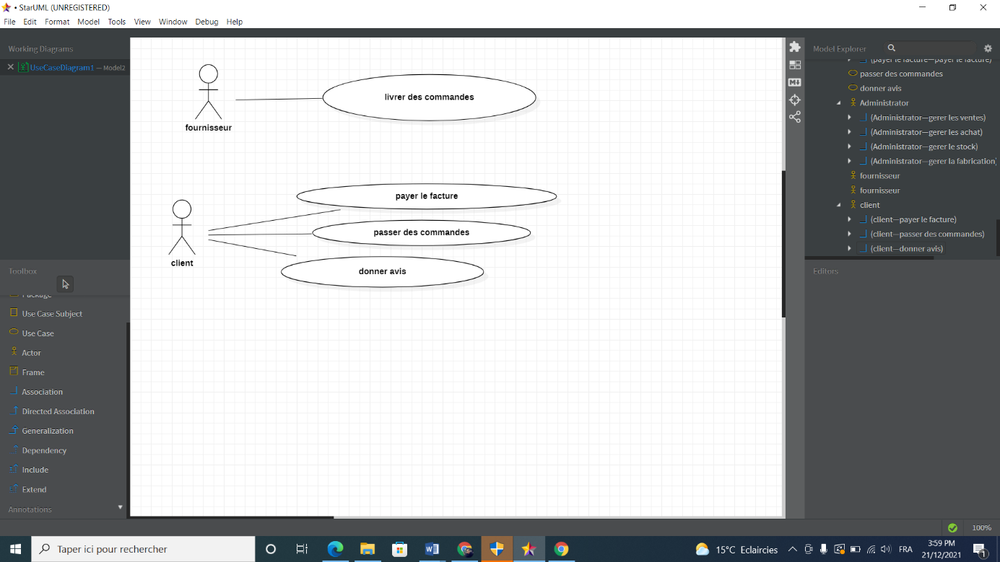 • StarUML (UNREGISTERED)
File Edit Format Model Tools View Window Debug Help
Working Diagrams
UseCaseDiagram1 — Model2
Toolbox
Package
Use Case Subject
Use Case
Actor
Frame
Association
Directed Association
Generalization
Dependency
Include
Extend
Annotations
livrer des commandes
fournisseur
payer le facture
passer des commandes
client
donner avis
M↓
Model Explorer
(payer le facture—payer le facture)
passer des commandes
donner avis
Administrator
(Administrator—gerer les ventes)
(Administrator—gerer les achat)
(Administrator—gerer le stock)
(Administrator—gerer la fabrication)
fournisseur
fournisseur
client
(client—payer le facture)
(client—passer des commandes)
(client—donner avis)
Editors
100%
Taper ici pour rechercher
15°C Eclaircies
FRA
3:59 PM
21/12/2021
1